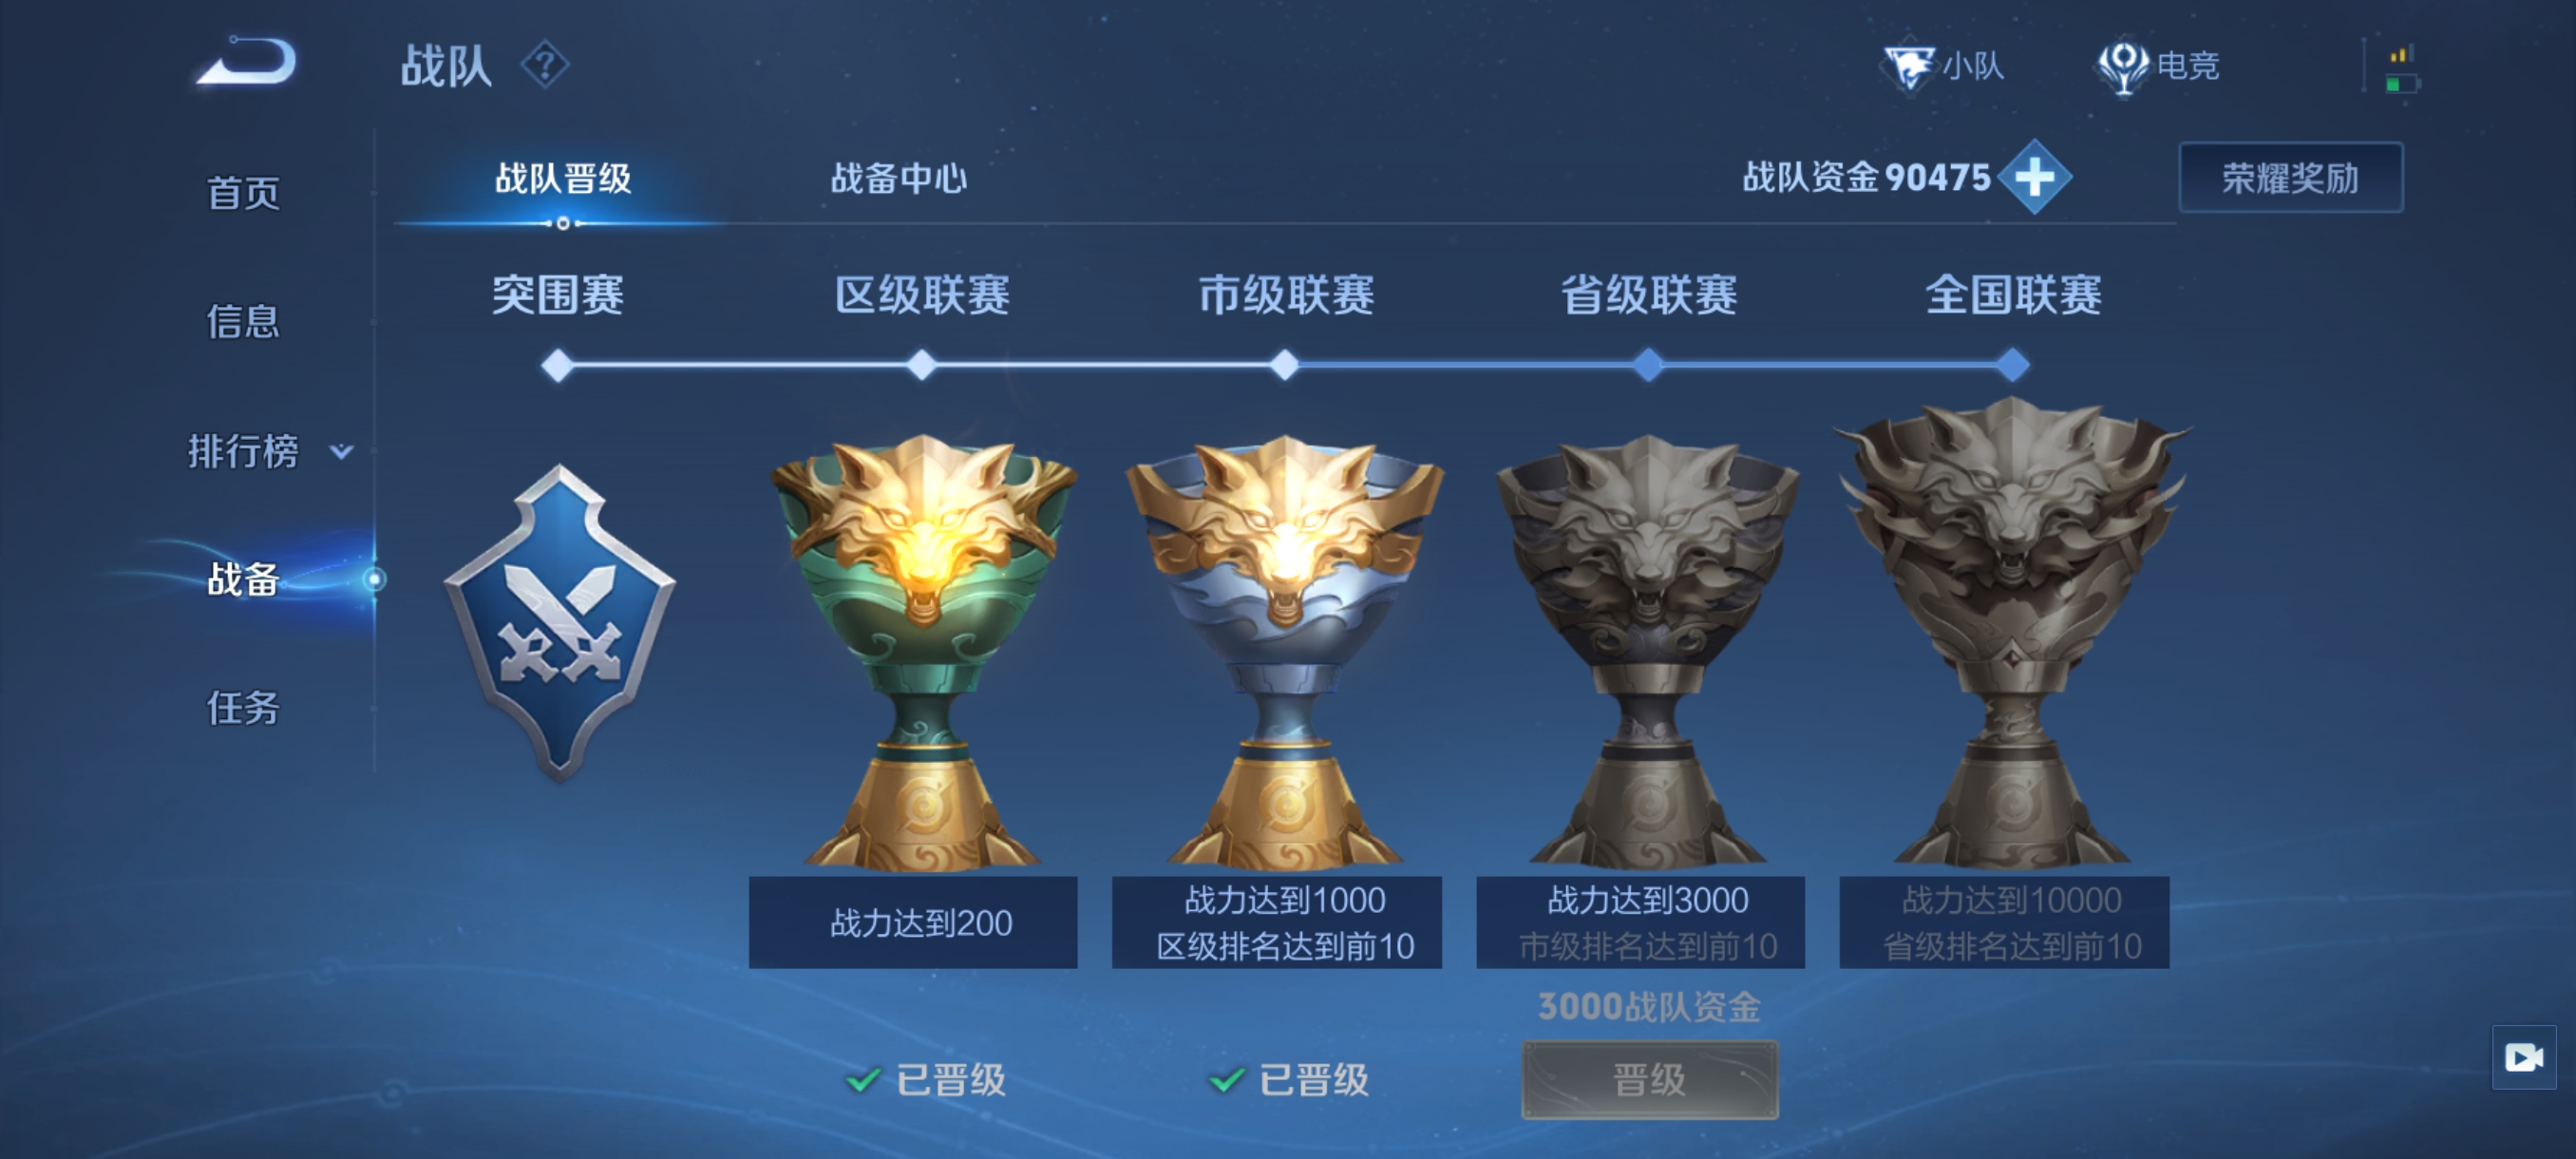 战队
小队
电竞
首页
信息
排行榜
战备
任务
战队晋级
战备中心
战队资金90475
荣耀奖励
突围赛
区级联赛
市级联赛
省级联赛
全国联赛
战力达到200
战力达到1000
区级排名达到前10
战力达到3000
市级排名达到前10
战力达到10000
省级排名达到前10
3000战队资金
已晋级
已晋级
晋级